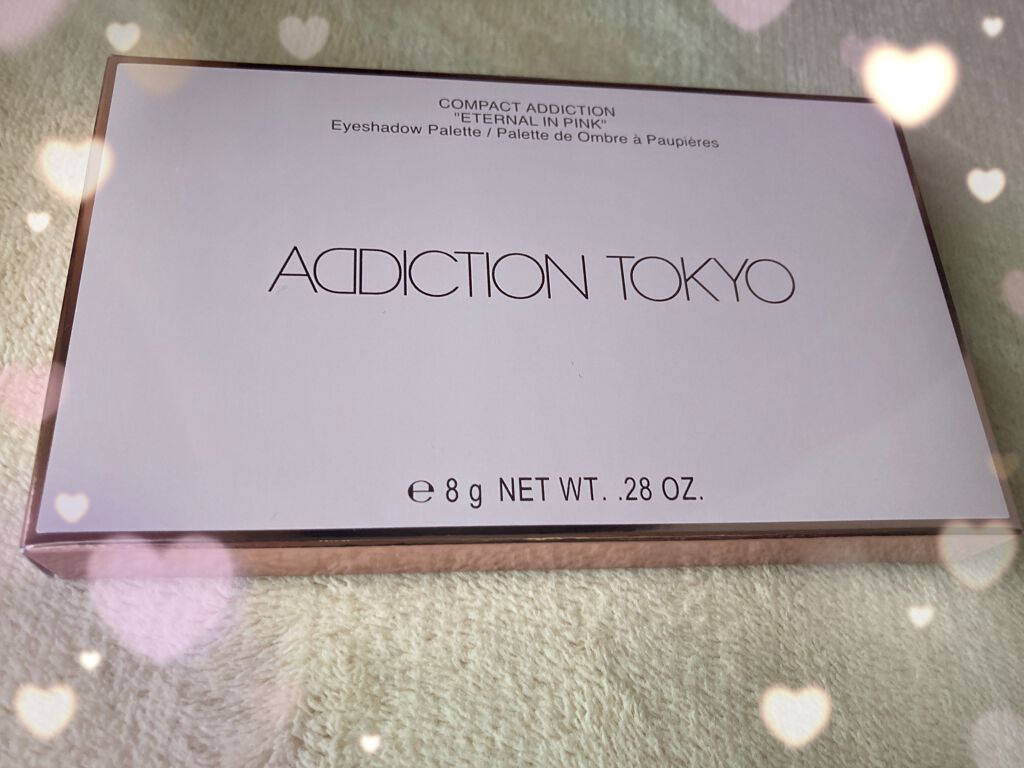 COMPACT ADDICTION
"ETERNAL IN PINK"
Eyeshadow Palette / Palette de Ombre à Paupières
ADDICTION TOKYO
℮ 8 g NET WT. .28 OZ.